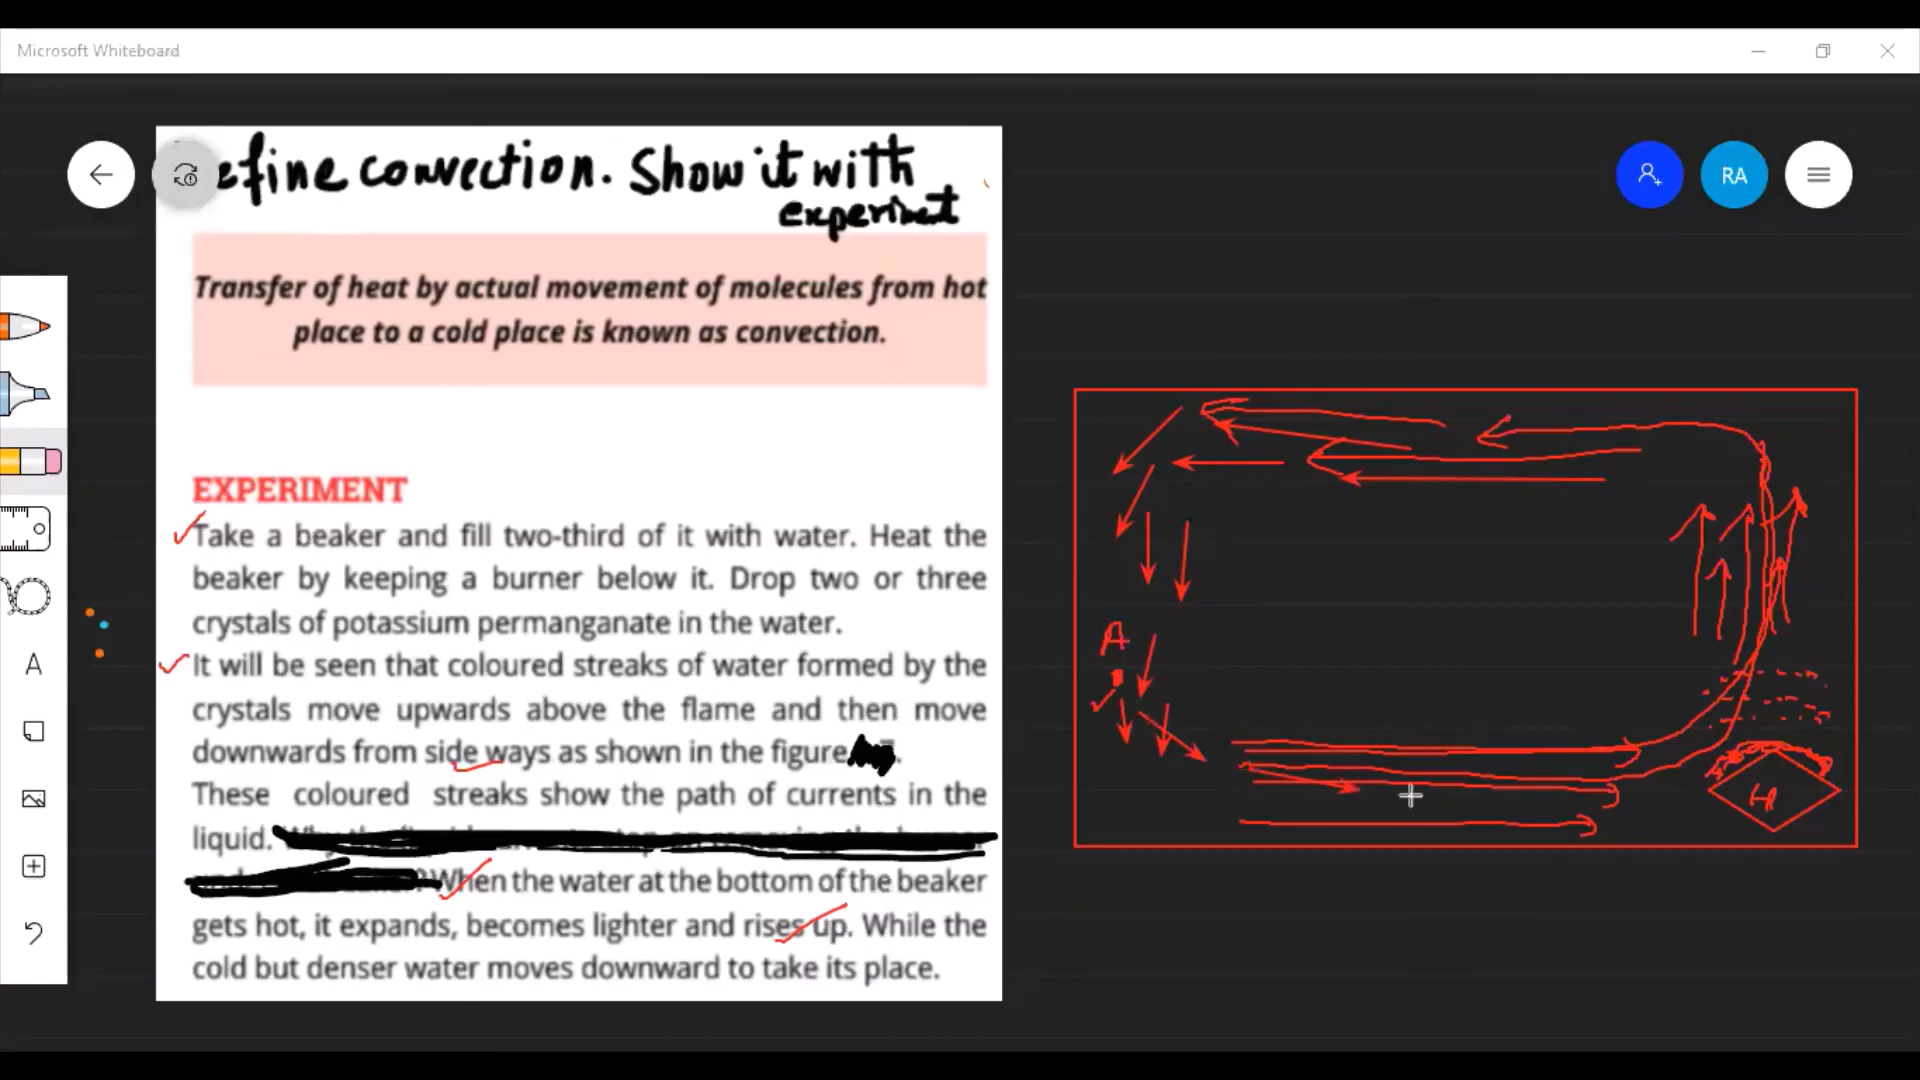 Microsoft Whiteboard
efine convection. Show it with
experiment
RA
Transfer of heat by actual movement of molecules from hot
place to a cold place is known as convection.
EXPERIMENT
Take a beaker and fill two-third of it with water. Heat the
beaker by keeping a burner below it. Drop two or three
crystals of potassium permanganate in the water.
It will be seen that coloured streaks of water formed by the
crystals move upwards above the flame and then move
downwards from side ways as shown in the figure
These coloured streaks show the path of currents in the
liquid.
When the water at the bottom of the beaker
gets hot, it expands, becomes lighter and rises up. While the
cold but denser water moves downward to take its place.
A
A
H